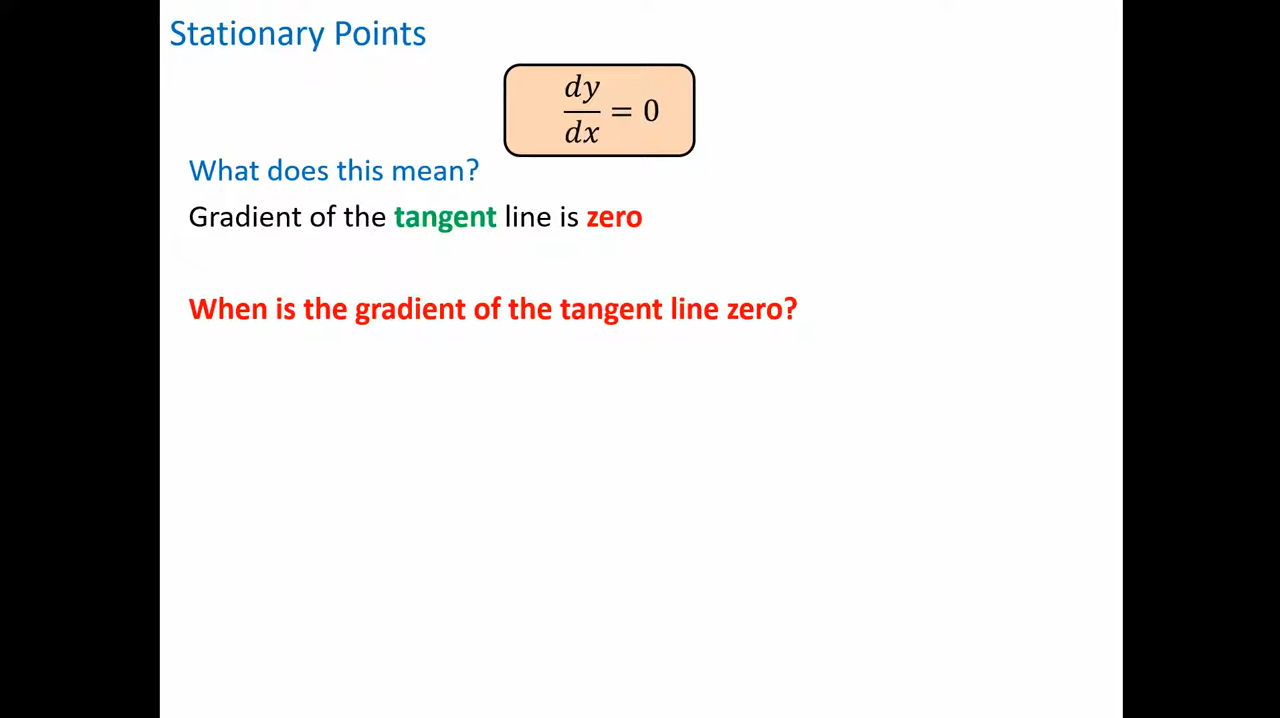 Stationary Points
dy/dx = 0
What does this mean?
Gradient of the tangent line is zero
When is the gradient of the tangent line zero?